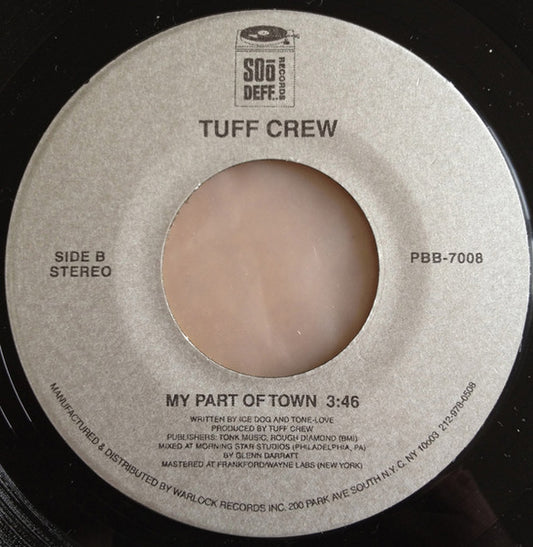 SOō
DEFF..
RECORDS
TUFF CREW
SIDE B
STEREO
PBB-7008
MY PART OF TOWN 3:46
WRITTEN BY ICE DOG AND TONE-LOVE
PRODUCED BY TUFF CREW
PUBLISHERS: TONK MUSIC, ROUGH DIAMOND (BMI)
MIXED AT MORNING STAR STUDIOS (PHILADELPHIA, PA)
BY GLENN BARRATT
MASTERED AT FRANKFORD/WAYNE LABS (NEW YORK)
MANUFACTURED & DISTRIBUTED BY WARLOCK RECORDS INC. 200 PARK AVE SOUTH N.Y.C. NY 10003 212-978-0508